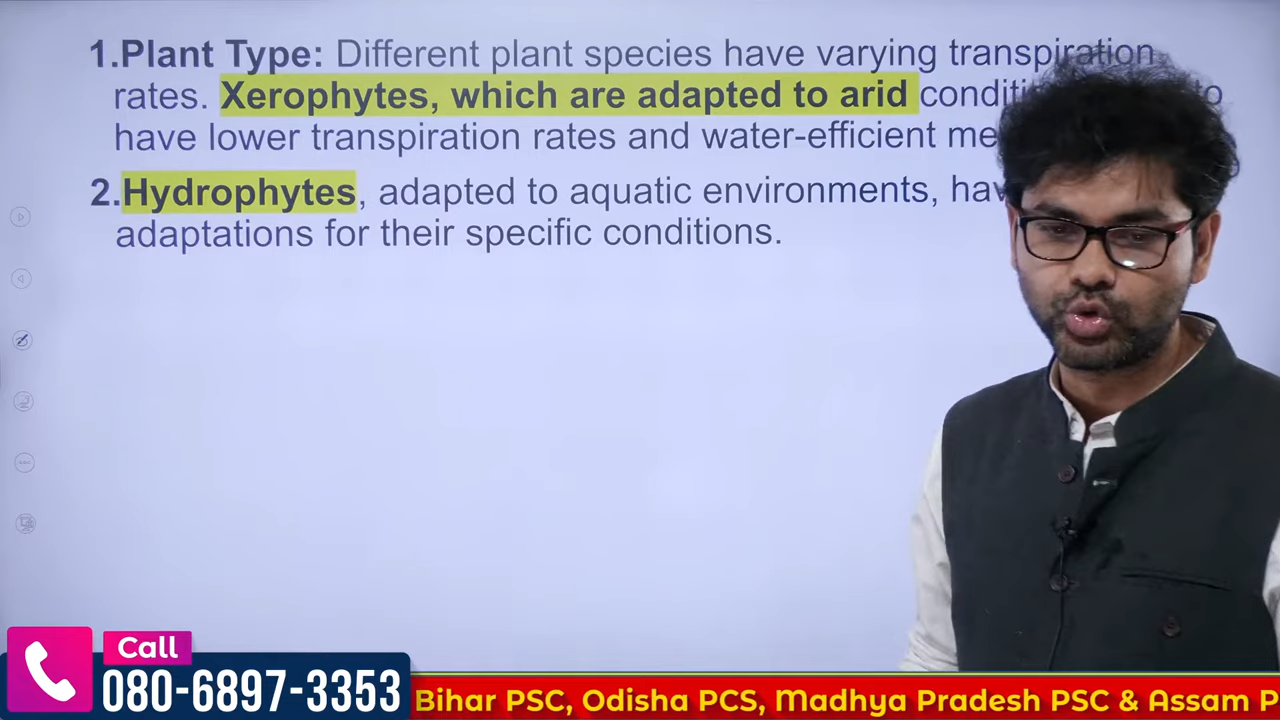 1.Plant Type: Different plant species have varying transpiration
rates. Xerophytes, which are adapted to arid to
have lower transpiration rates and water-efficient
2.Hydrophytes, adapted to aquatic environments,
adaptations for their specific conditions.
Call
080-6897-3353
Bihar PSC, Odisha PCS, Madhya Pradesh PSC & Assam P